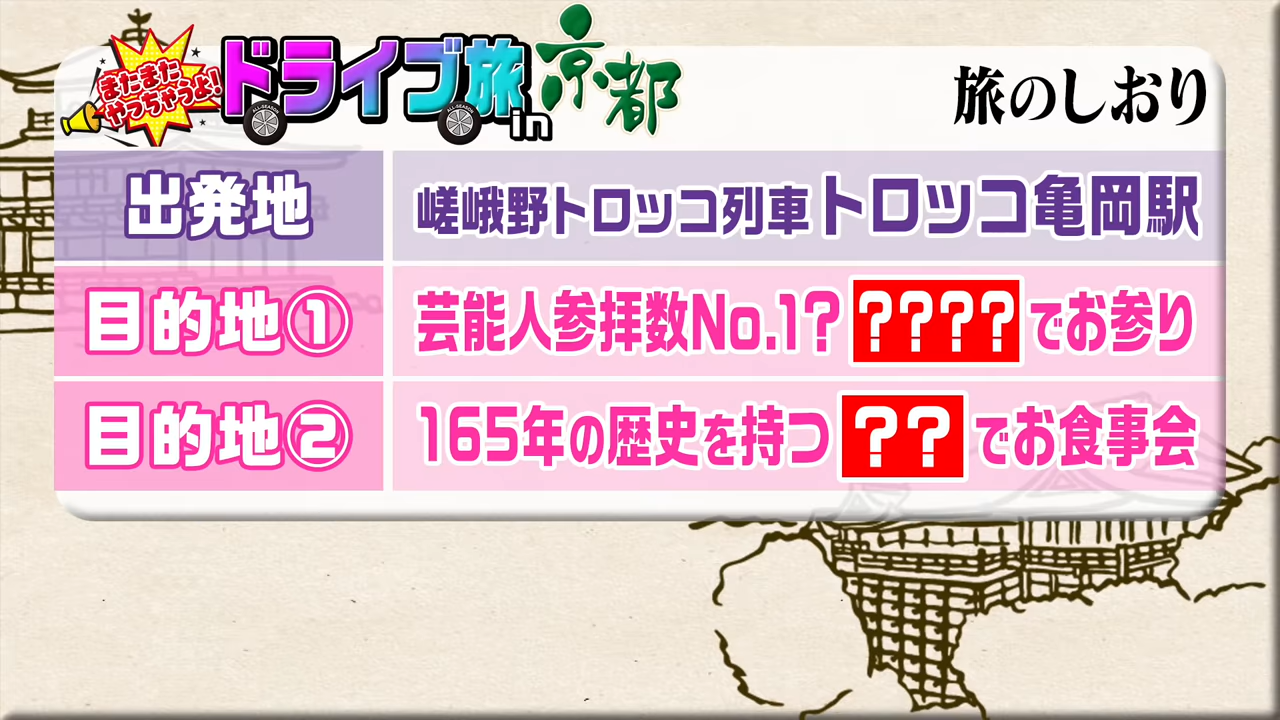 またまた
やっちゃうよ!
ドライブ旅in京都
ALL-SEASON ALL-SEASON
旅のしおり
出発地 嵯峨野トロッコ列車トロッコ亀岡駅
目的地① 芸能人参拝数No.1?????でお参り
目的地② 165年の歴史を持つ??でお食事会